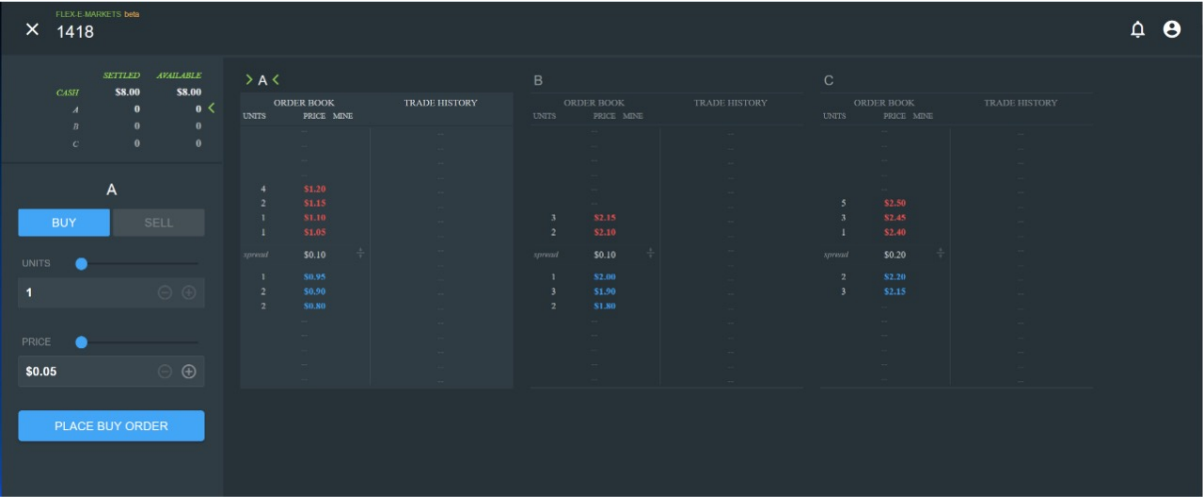 FLEX-E-MARKETS beta
1418
SETTLED AVAILABLE
CASH $8.00 $8.00
A 0 0
B 0 0
C 0 0
A
BUY SELL
UNITS
1
PRICE
$0.05
PLACE BUY ORDER
> A <
ORDER BOOK TRADE HISTORY
UNITS PRICE MINE
4 $1.20
2 $1.15
1 $1.10
1 $1.05
spread $0.10
1 $0.95
2 $0.90
2 $0.80
B
ORDER BOOK TRADE HISTORY
UNITS PRICE MINE
3 $2.15
2 $2.10
spread $0.10
1 $2.00
3 $1.90
2 $1.80
C
ORDER BOOK TRADE HISTORY
UNITS PRICE MINE
5 $2.50
3 $2.45
1 $2.40
spread $0.20
2 $2.20
3 $2.15